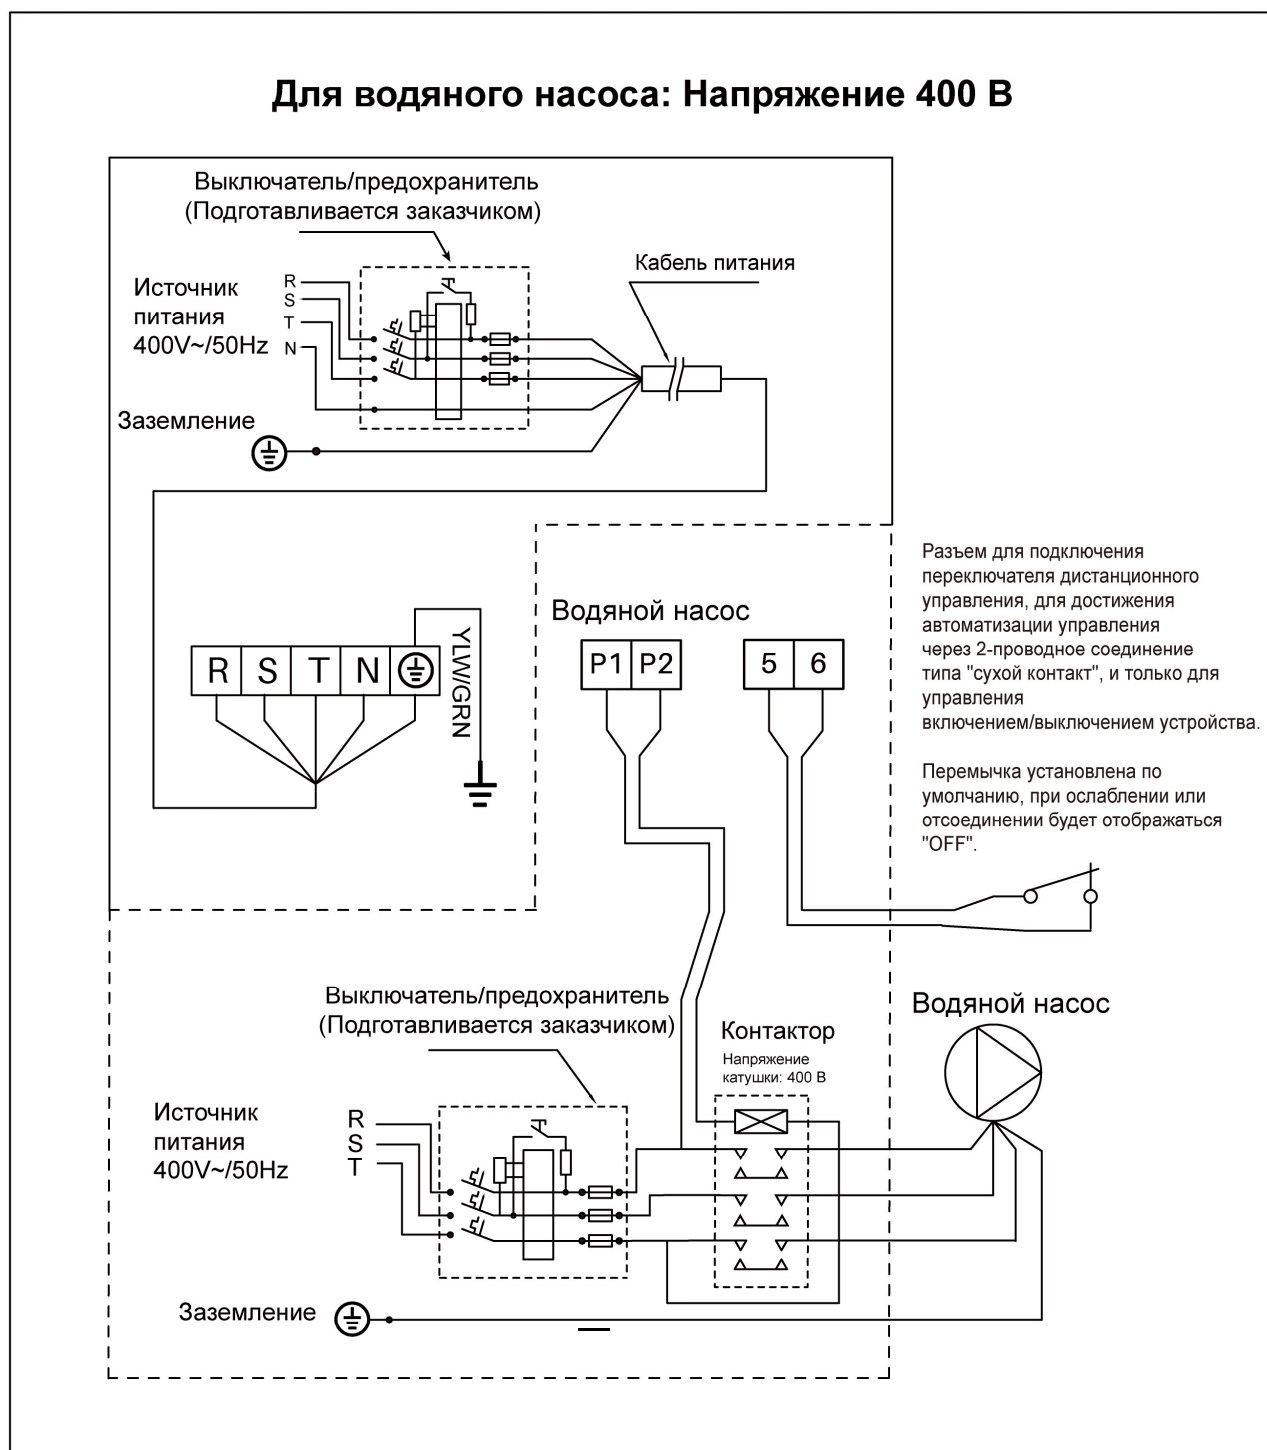 Для водяного насоса: Напряжение 400 В
Выключатель/предохранитель
(Подготавливается заказчиком)
Кабель питания
Источник
питания
400V~/50Hz
R
S
T
N
Заземление
Разъем для подключения
переключателя дистанционного
управления, для достижения
автоматизации управления
через 2-проводное соединение
типа "сухой контакт", и только для
управления
включением/выключением устройства.
Перемычка установлена по
умолчанию, при ослаблении или
отсоединении будет отображаться
"OFF".
Водяной насос
R S T N
YLW/GRN
P1 P2
5 6
Выключатель/предохранитель
(Подготавливается заказчиком)
Контактор
Напряжение
катушки: 400 В
Водяной насос
Источник
питания
400V~/50Hz
R
S
T
Заземление